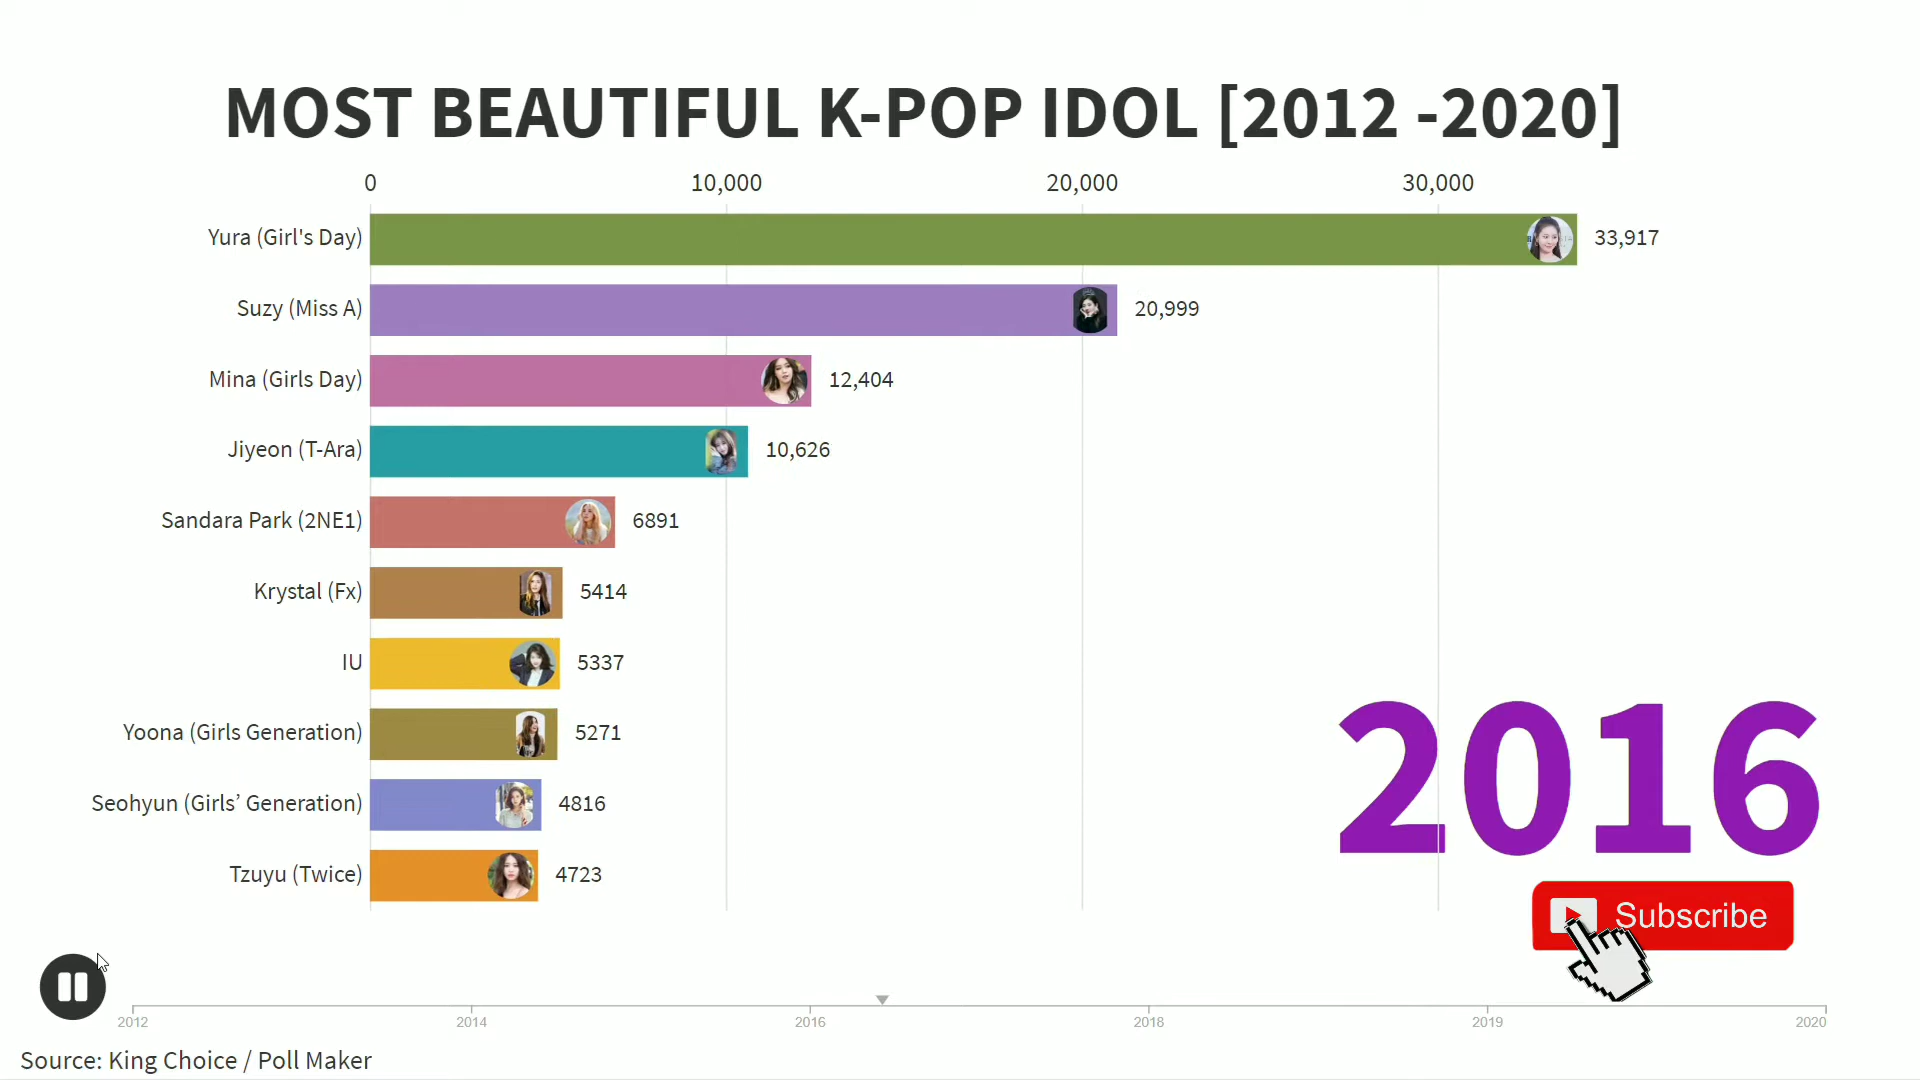 MOST BEAUTIFUL K-POP IDOL [2012 -2020]
0 10,000 20,000 30,000
Yura (Girl's Day) 33,917
Suzy (Miss A) 20,999
Mina (Girls Day) 12,404
Jiyeon (T-Ara) 10,626
Sandara Park (2NE1) 6891
Krystal (Fx) 5414
IU 5337
Yoona (Girls Generation) 5271
Seohyun (Girls’ Generation) 4816
Tzuyu (Twice) 4723
2016
Subscribe
2012 2014 2016 2018 2019 2020
Source: King Choice / Poll Maker